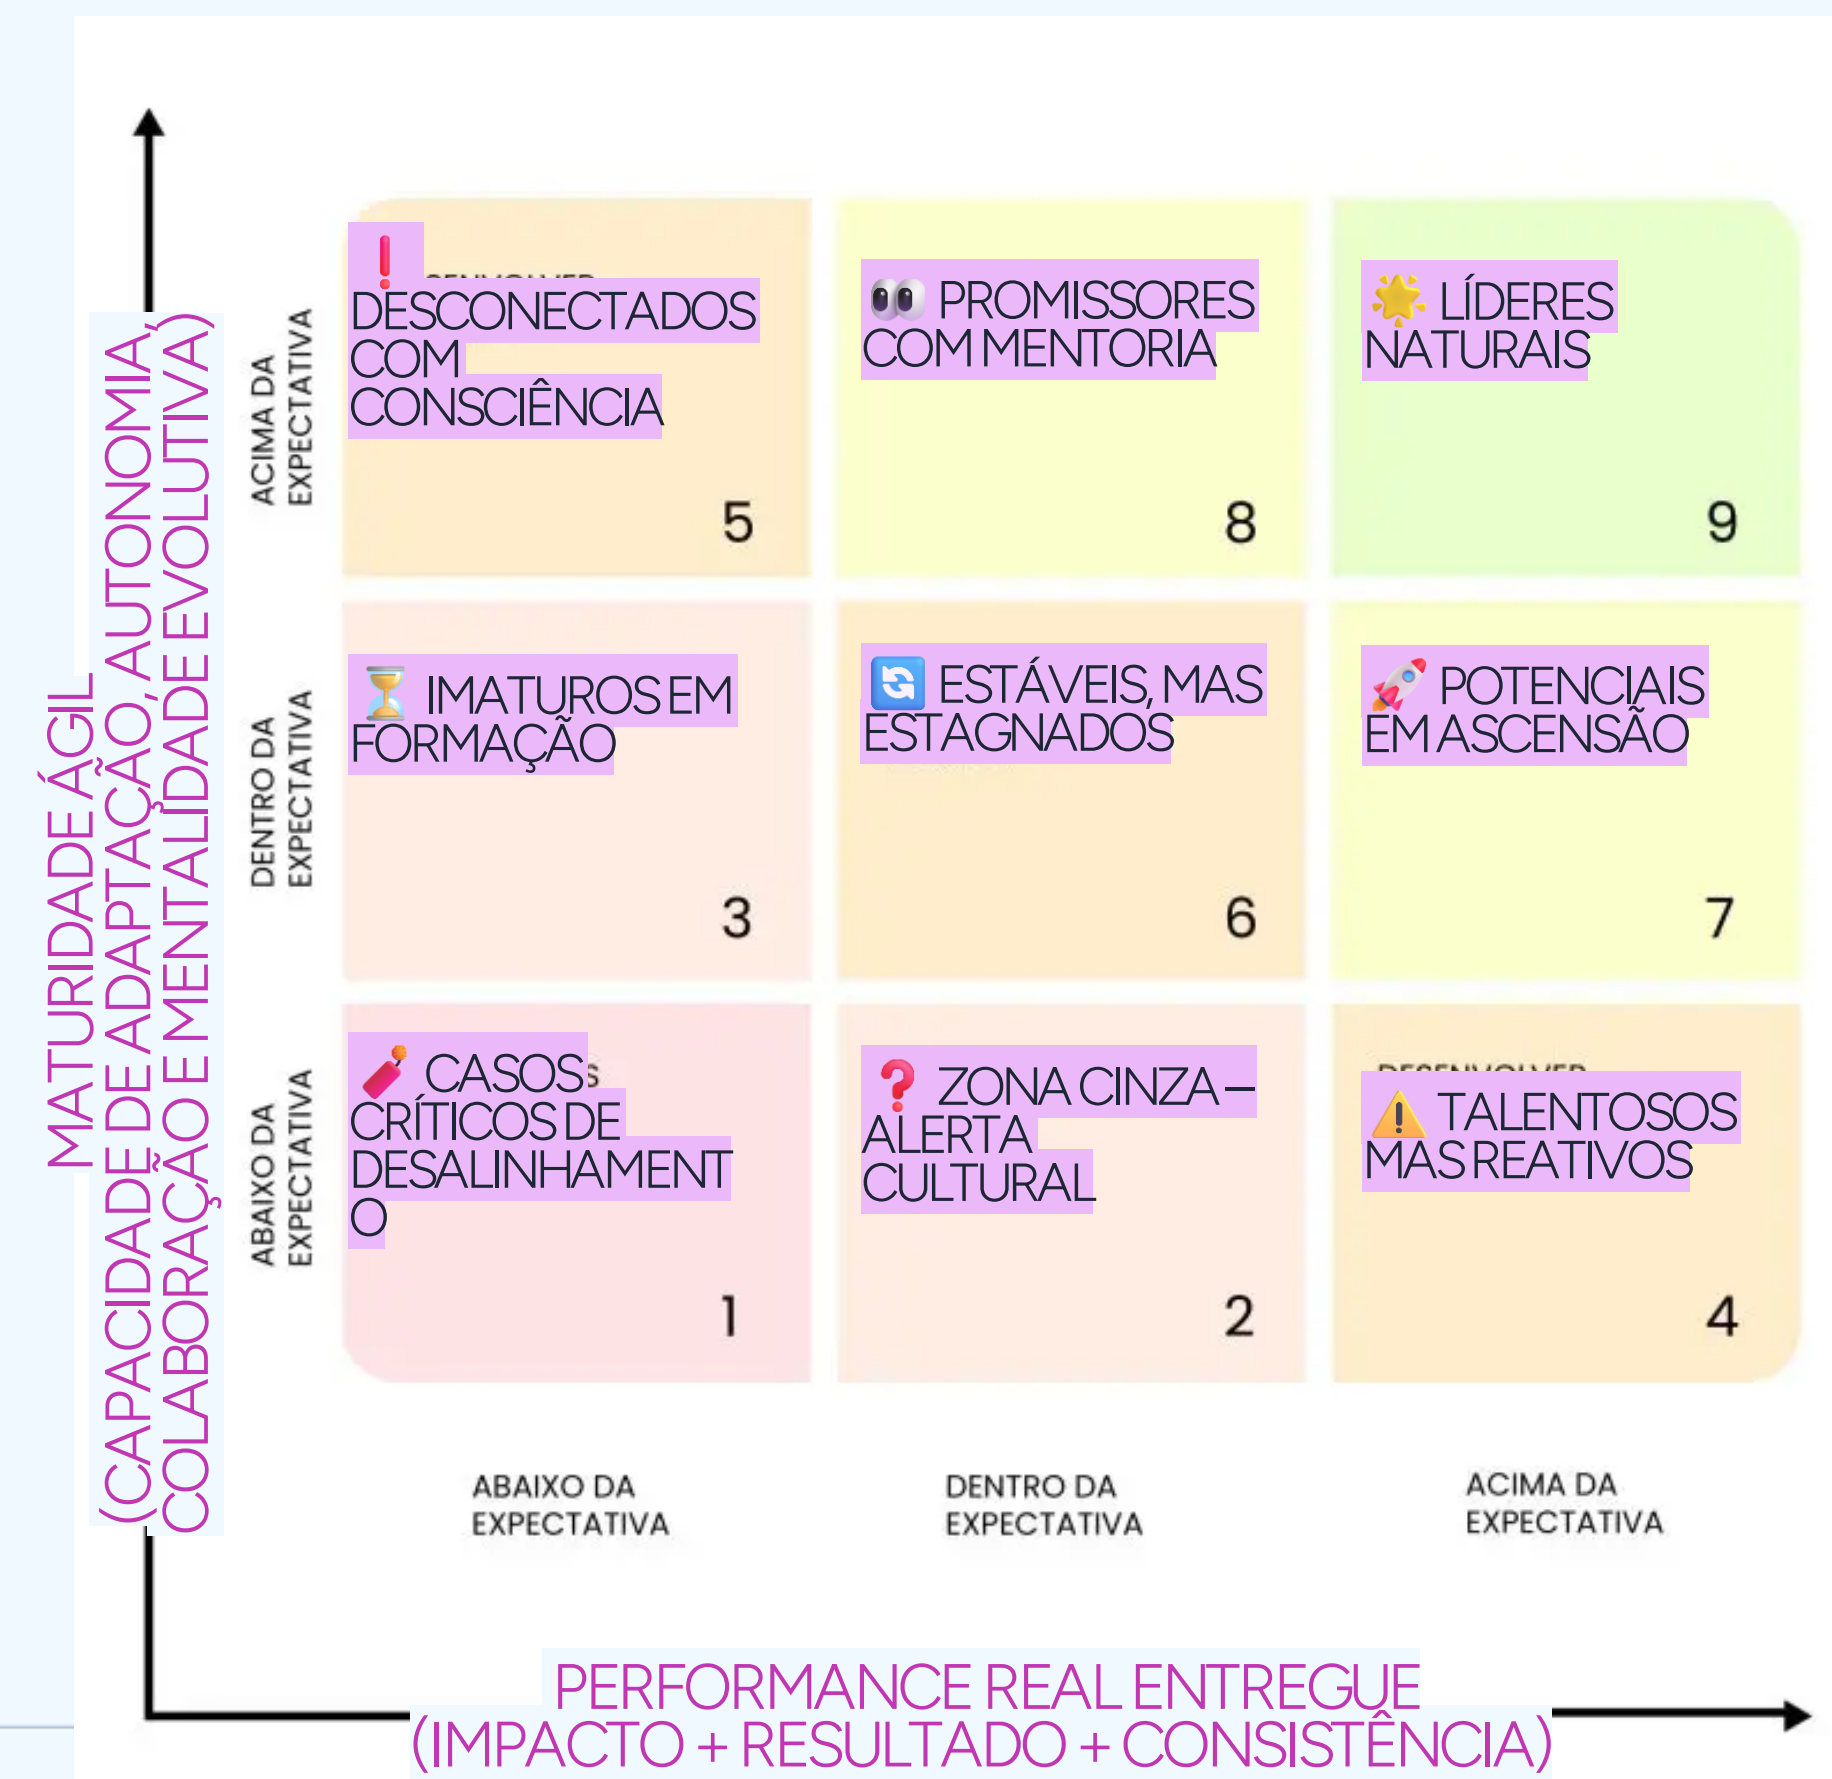 MATURIDADE ÁGIL
(CAPACIDADE DE ADAPTAÇÃO, AUTONOMIA,
COLABORAÇÃO E MENTALIDADE EVOLUTIVA)
ACIMA DA
EXPECTATIVA
❗
DESCONECTADOS
COM
CONSCIÊNCIA
5
👀 PROMISSORES
COM MENTORIA
8
🌟 LÍDERES
NATURAIS
9
DENTRO DA
EXPECTATIVA
⏳ IMATUROS EM
FORMAÇÃO
3
🔄 ESTÁVEIS, MAS
ESTAGNADOS
6
🚀 POTENCIAIS
EM ASCENSÃO
7
ABAIXO DA
EXPECTATIVA
🧨 CASOS
CRÍTICOS DE
DESALINHAMENT
O
1
❓ ZONA CINZA –
ALERTA
CULTURAL
2
⚠️ TALENTOSOS
MAS REATIVOS
4
ABAIXO DA
EXPECTATIVA
DENTRO DA
EXPECTATIVA
ACIMA DA
EXPECTATIVA
PERFORMANCE REAL ENTREGUE
(IMPACTO + RESULTADO + CONSISTÊNCIA)